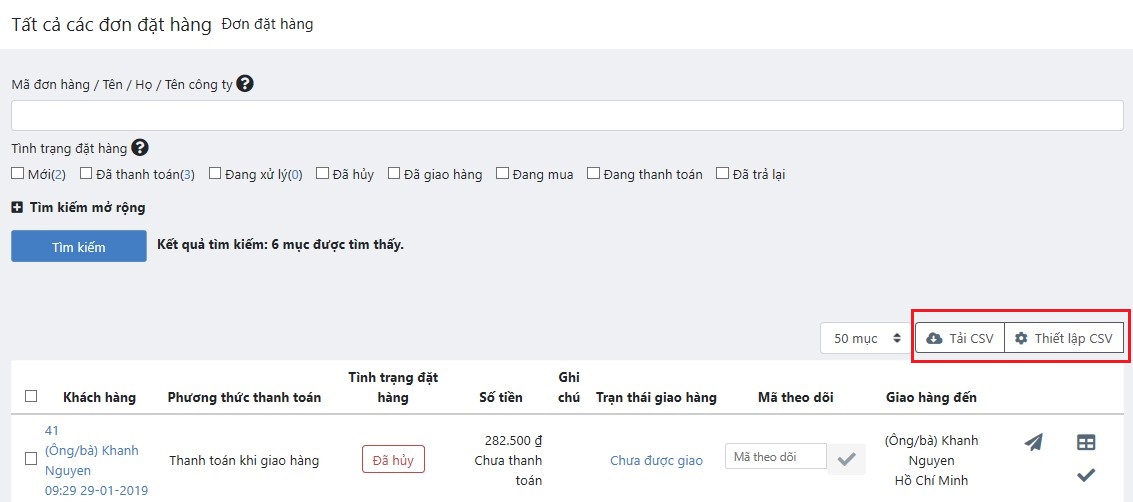 Tất cả các đơn đặt hàng Đơn đặt hàng
Mã đơn hàng / Tên / Họ / Tên công ty ?
Tình trạng đặt hàng ?
Mới(2) Đã thanh toán(3) Đang xử lý(0) Đã hủy Đã giao hàng Đang mua Đang thanh toán Đã trả lại
Tìm kiếm mở rộng
Tìm kiếm Kết quả tìm kiếm: 6 mục được tìm thấy.
50 mục Tải CSV Thiết lập CSV
Khách hàng Phương thức thanh toán Tình trạng đặt hàng Số tiền Ghi chú Trạn thái giao hàng Mã theo dõi Giao hàng đến
41
(Ông/bà) Khanh
Nguyen
09:29 29-01-2019
Thanh toán khi giao hàng
Đã hủy
282.500 ₫
Chưa thanh
toán
Chưa được giao
Mã theo dõi
(Ông/bà) Khanh
Nguyen
Hồ Chí Minh